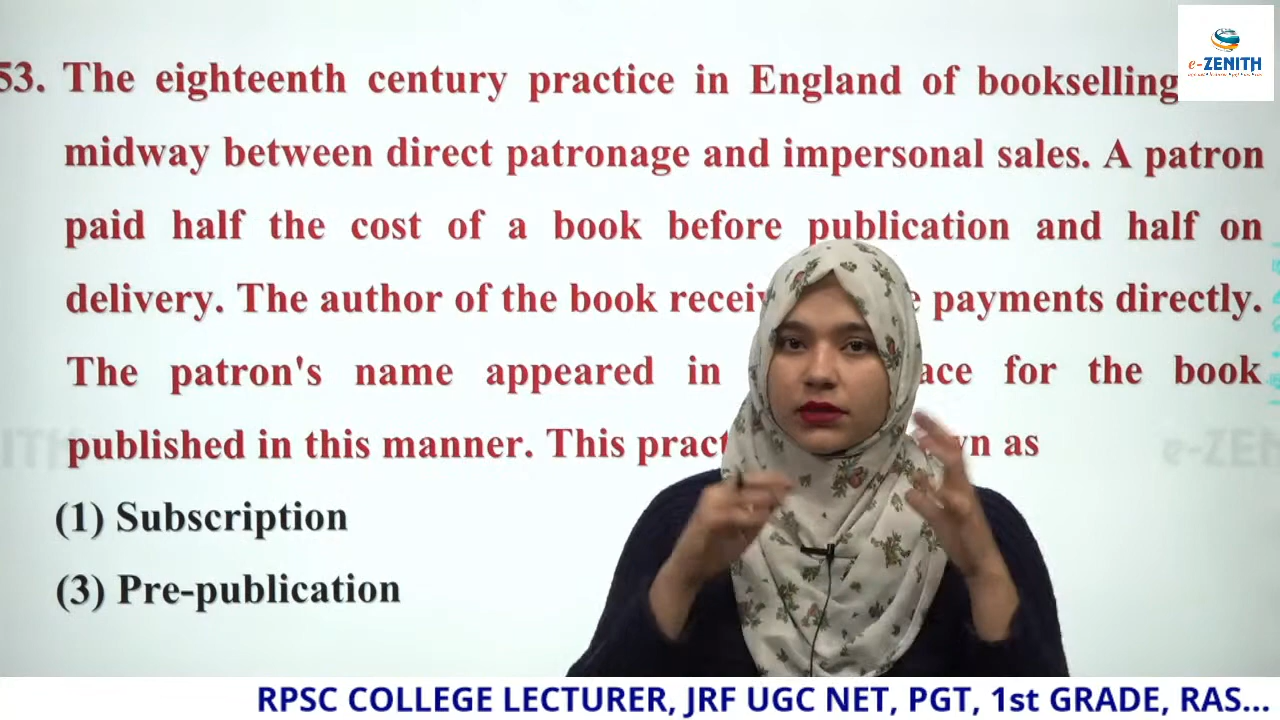 e-ZENITH
53. The eighteenth century practice in England of bookselling
midway between direct patronage and impersonal sales. A patron
paid half the cost of a book before publication and half on
delivery. The author of the book payments directly.
The patron's name appeared in for the book
published in this manner. This as
(1) Subscription
(3) Pre-publication
e-ZEN
RPSC COLLEGE LECTURER, JRF UGC NET, PGT, 1st GRADE, RAS...